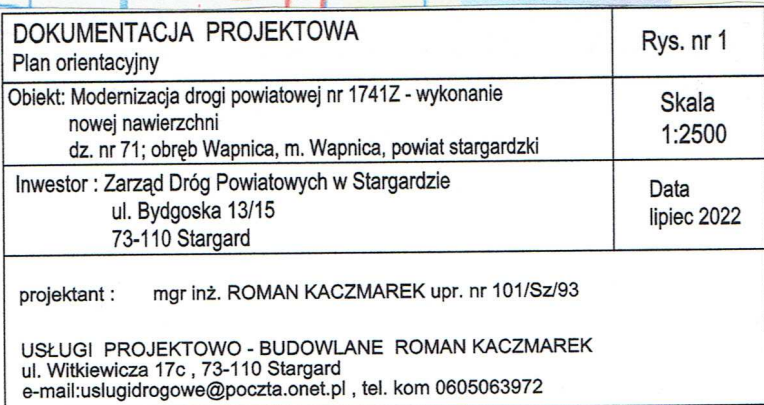 DOKUMENTACJA PROJEKTOWA
Plan orientacyjny
Rys. nr 1
Obiekt: Modernizacja drogi powiatowej nr 1741Z - wykonanie
nowej nawierzchni
dz. nr 71; obręb Wapnica, m. Wapnica, powiat stargardzki
Skala
1:2500
Inwestor : Zarząd Dróg Powiatowych w Stargardzie
ul. Bydgoska 13/15
73-110 Stargard
Data
lipiec 2022
projektant : mgr inż. ROMAN KACZMAREK upr. nr 101/Sz/93
USŁUGI PROJEKTOWO - BUDOWLANE ROMAN KACZMAREK
ul. Witkiewicza 17c , 73-110 Stargard
e-mail:uslugidrogowe@poczta.onet.pl , tel. kom 0605063972